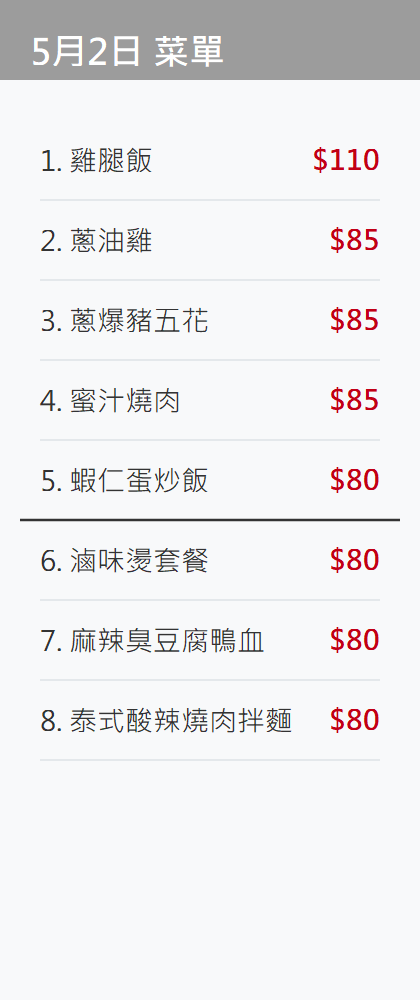 5月2日 菜單
1. 雞腿飯 $110
2. 蔥油雞 $85
3. 蔥爆豬五花 $85
4. 蜜汁燒肉 $85
5. 蝦仁蛋炒飯 $80
6. 滷味燙套餐 $80
7. 麻辣臭豆腐鴨血 $80
8. 泰式酸辣燒肉拌麵 $80